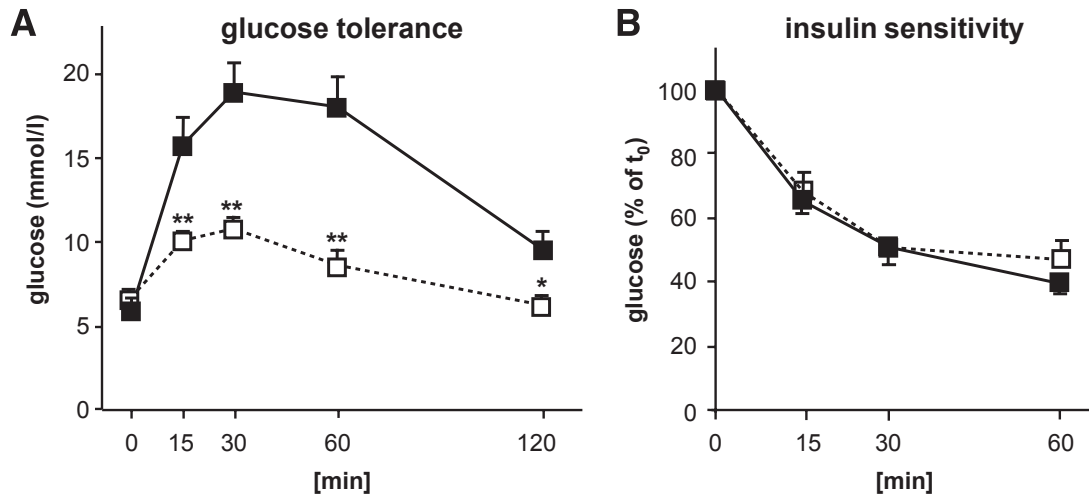 A
glucose tolerance
glucose (mmol/l)
20
15
10
5
0
**
**
**
*
0 15 30 60 120
[min]
B
insulin sensitivity
glucose (% of t0)
100
80
60
40
20
0
0 15 30 60
[min]